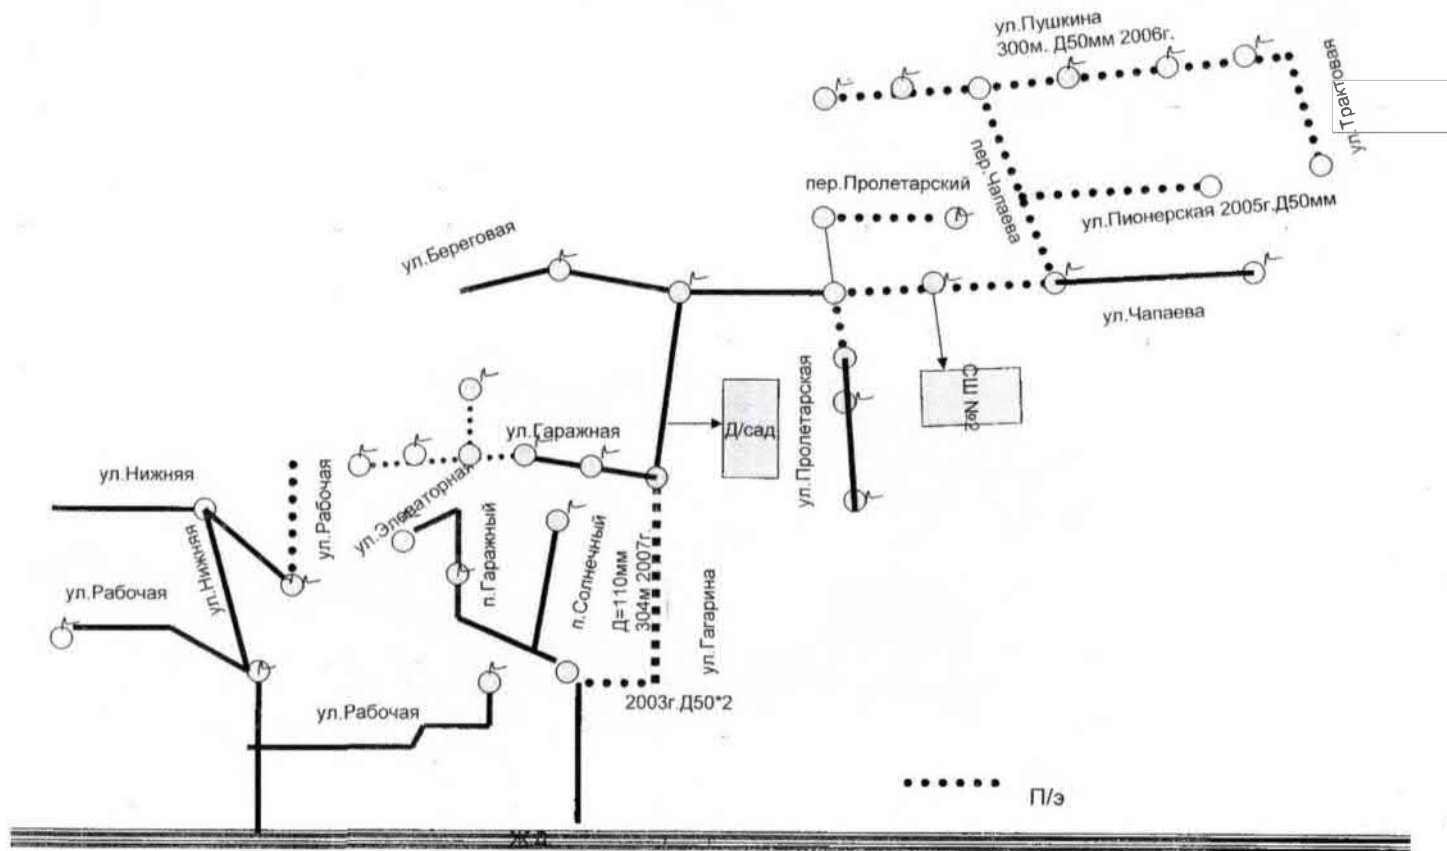 ул.Пушкина
300м. Д50мм 2006г.
ул.Трактовая
пер.Чапаева
пер.Пролетарский
ул.Пионерская 2005г.Д50мм
ул.Береговая
ул.Чапаева
ул.Пролетарская
СШ №2
Д/сад
ул.Гаражная
ул.Нижняя
ул.Рабочая
ул.Элеваторная
п.Гаражный
п.Солнечный
Д=110мм
304м 2007г.
ул.Гагарина
ул.Нижняя
ул.Рабочая
2003г.Д50*2
ул.Рабочая
П/э
Ж.Д.